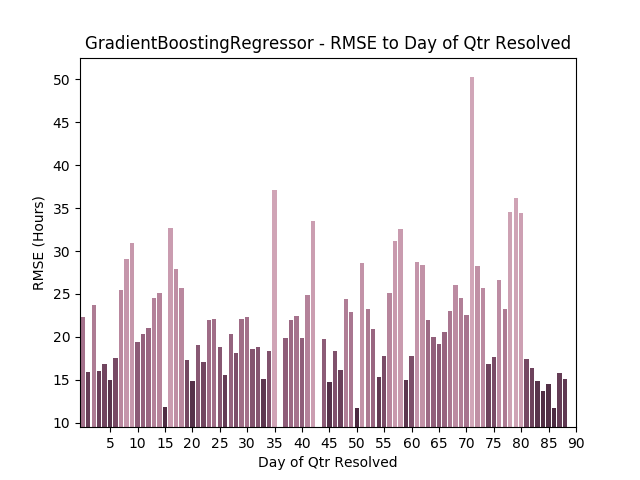 GradientBoostingRegressor - RMSE to Day of Qtr Resolved
50
45
40
35
30
25
20
15
10
RMSE (Hours)
5 10 15 20 25 30 35 40 45 50 55 60 65 70 75 80 85 90
Day of Qtr Resolved